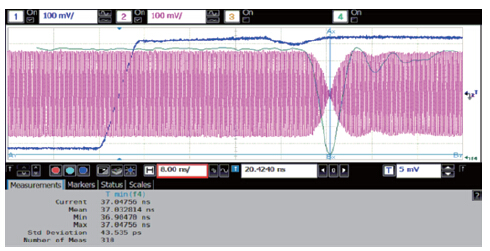 1 On 100 mV/ 2 On 100 mV/ 3 On 4 On
H 8.00 ns/ 20.4240 ns 0 T 5 mV
Measurements Markers Status Scales
T min(f4)
Current 37.04756 ns
Mean 37.032814 ns
Min 36.90478 ns
Max 37.04756 ns
Std Deviation 43.535 ps
Number of Meas 318